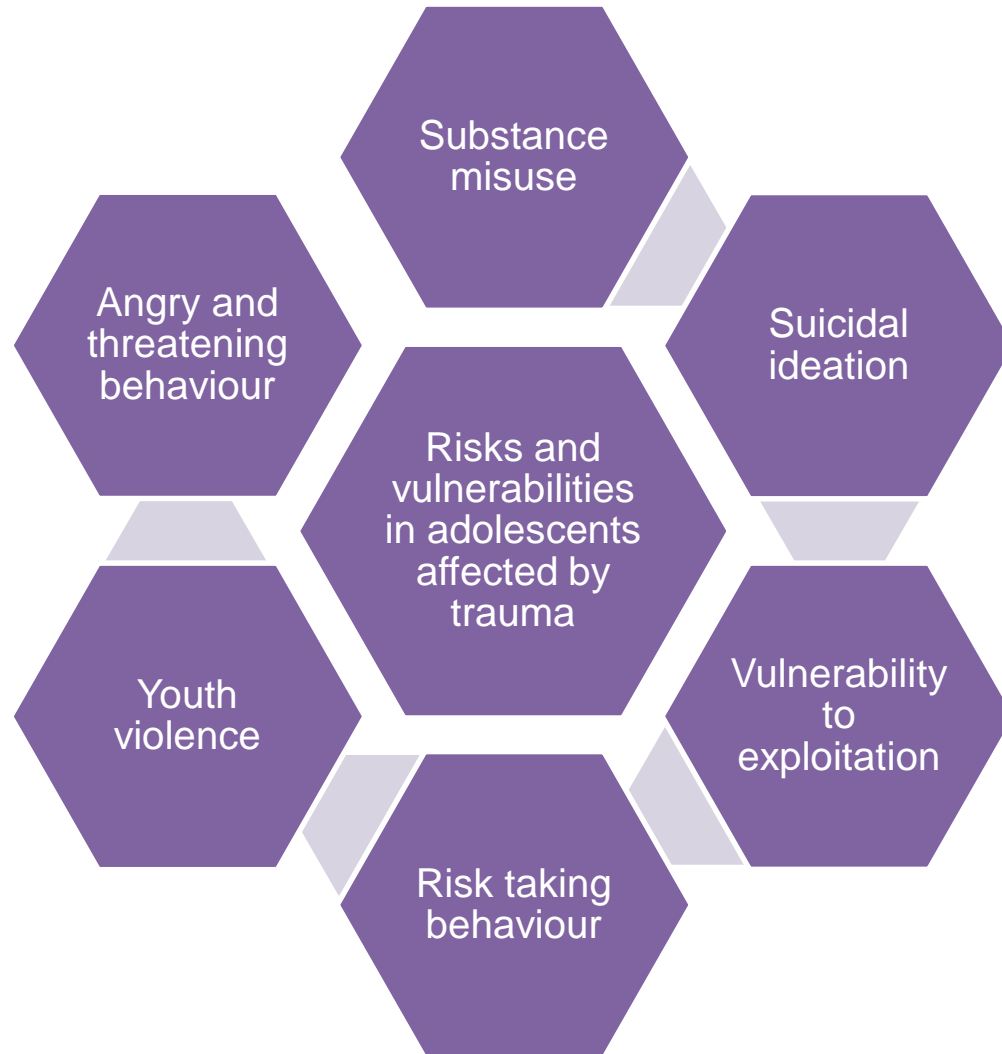 Substance
misuse
Angry and
threatening
behaviour
Suicidal
ideation
Risks and
vulnerabilities
in adolescents
affected by
trauma
Youth
violence
Vulnerability
to
exploitation
Risk taking
behaviour